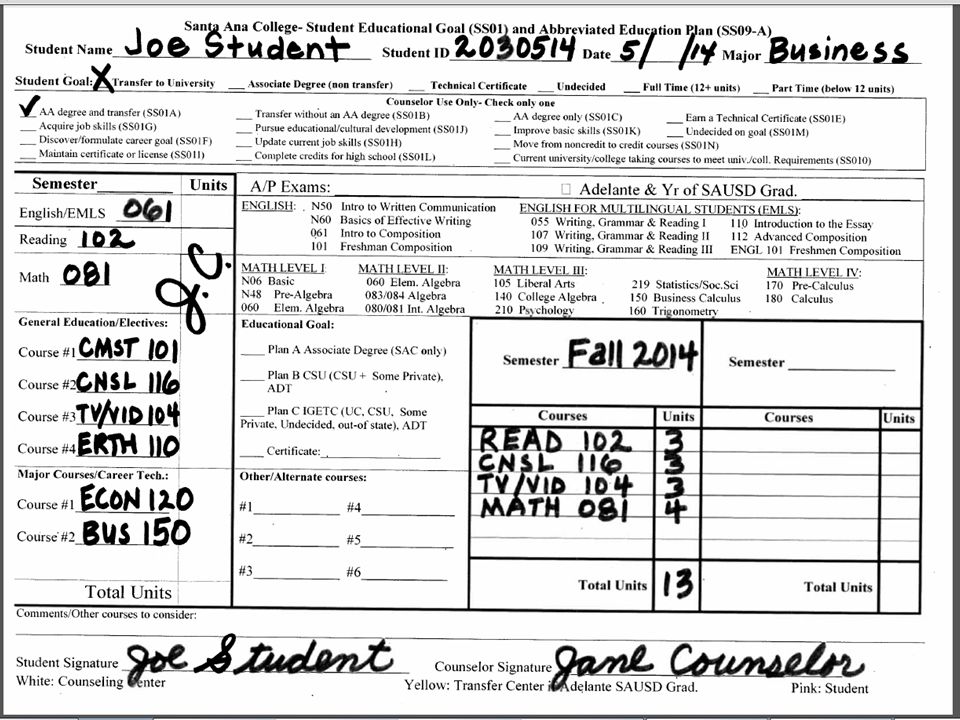 Santa Ana College- Student Educational Goal (SS01) and Abbreviated Education Plan (SS09-A)
Student Name Joe Student Student ID 2030514 Date 5/ /14 Major Business
Student Goal: X Transfer to University ___ Associate Degree (non transfer) ___ Technical Certificate ___ Undecided ___ Full Time (12+ units) ___ Part Time (below 12 units)
Counselor Use Only- Check only one
✓ AA degree and transfer (SS01A) ___ Transfer without an AA degree (SS01B) ___ AA degree only (SS01C) ___ Earn a Technical Certificate (SS01E)
___ Acquire job skills (SS01G) ___ Pursue educational/cultural development (SS01J) ___ Improve basic skills (SS01K) ___ Undecided on goal (SS01M)
___ Discover/formulate career goal (SS01F) ___ Update current job skills (SS01H) ___ Move from noncredit to credit courses (SS01N)
___ Maintain certificate or license (SS01I) ___ Complete credits for high school (SS01L) ___ Current university/college taking courses to meet univ./coll. Requirements (SS010)
Semester________ Units
English/EMLS 061
Reading 102
Math 081
J.C.
General Education/Electives:
Course #1 CMST 101
Course #2 CNSL 116
Course #3 TV/VID 104
Course #4 ERTH 110
Major Courses/Career Tech.:
Course #1 ECON 120
Course #2 BUS 150
Total Units
A/P Exams: ☐ Adelante & Yr of SAUSD Grad.
ENGLISH: N50 Intro to Written Communication
N60 Basics of Effective Writing
061 Intro to Composition
101 Freshman Composition
ENGLISH FOR MULTILINGUAL STUDENTS (EMLS):
055 Writing, Grammar & Reading I 110 Introduction to the Essay
107 Writing, Grammar & Reading II 112 Advanced Composition
109 Writing, Grammar & Reading III ENGL 101 Freshmen Composition
MATH LEVEL I:
N06 Basic
N48 Pre-Algebra
060 Elem. Algebra
MATH LEVEL II:
060 Elem. Algebra
083/084 Algebra
080/081 Int. Algebra
MATH LEVEL III:
105 Liberal Arts 219 Statistics/Soc.Sci
140 College Algebra 150 Business Calculus
210 Psychology 160 Trigonometry
MATH LEVEL IV:
170 Pre-Calculus
180 Calculus
Educational Goal:
___ Plan A Associate Degree (SAC only)
___ Plan B CSU (CSU + Some Private),
ADT
___ Plan C IGETC (UC, CSU, Some
Private, Undecided, out-of state), ADT
___ Certificate:________
Other/Alternate courses:
#1________ #4________
#2________ #5________
#3________ #6________
Semester Fall 2014
Courses Units
READ 102 3
CNSL 116 3
TV/VID 104 3
MATH 081 4
Total Units 13
Semester ________
Courses Units
Total Units
Comments/Other courses to consider:
Student Signature Joe Student Counselor Signature Jane Counselor
White: Counseling Center Yellow: Transfer Center Adelante SAUSD Grad. Pink: Student